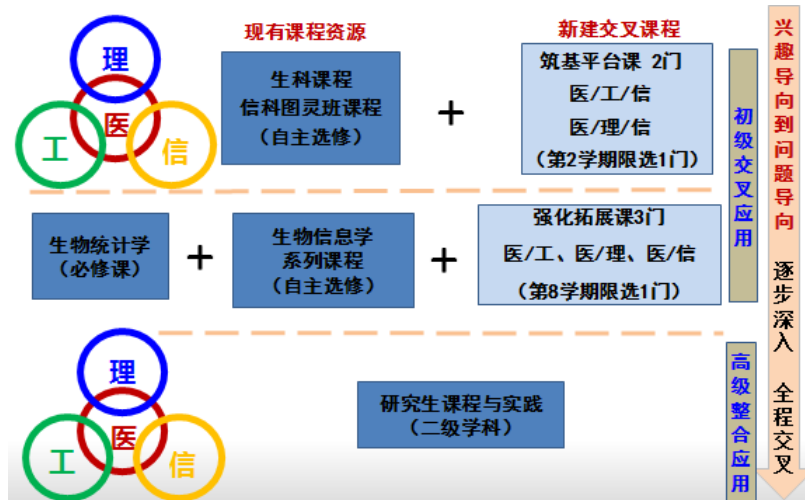 现有课程资源
新建交叉课程
理
医
工
信
生科课程
信科图灵班课程
（自主选修）
+
筑基平台课 2门
医/工/信
医/理/信
（第2学期限选1门）
生物统计学
（必修课）
+
生物信息学
系列课程
（自主选修）
+
强化拓展课3门
医/工、医/理、医/信
（第8学期限选1门）
初级交叉应用
理
医
工
信
研究生课程与实践
（二级学科）
高级整合应用
兴趣导向到问题导向 逐步深入 全程交叉